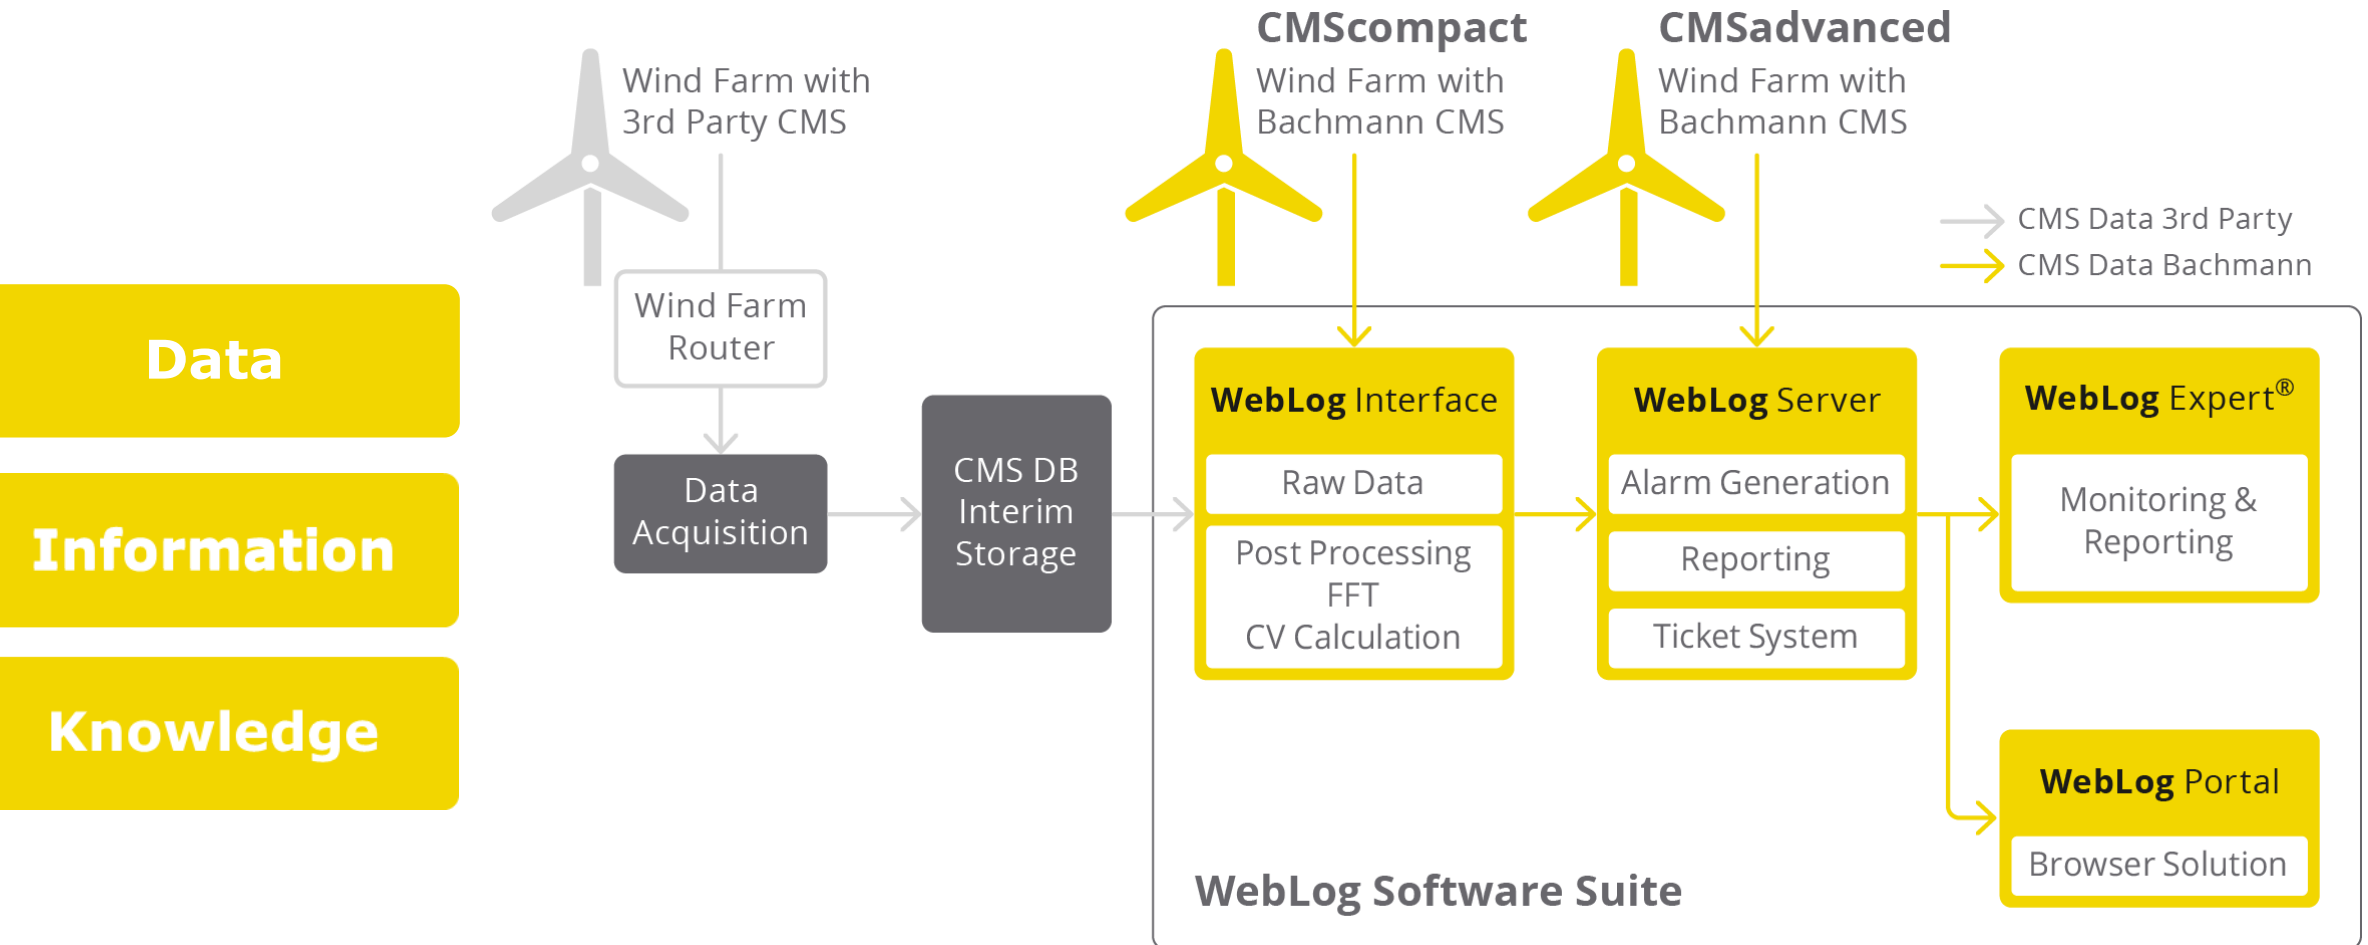 CMScompact
CMSadvanced
Wind Farm with
3rd Party CMS
Wind Farm with
Bachmann CMS
Wind Farm with
Bachmann CMS
CMS Data 3rd Party
CMS Data Bachmann
Data
Information
Knowledge
Wind Farm
Router
Data
Acquisition
CMS DB
Interim
Storage
WebLog Interface
Raw Data
Post Processing
FFT
CV Calculation
WebLog Server
Alarm Generation
Reporting
Ticket System
WebLog Expert®
Monitoring &
Reporting
WebLog Portal
Browser Solution
WebLog Software Suite